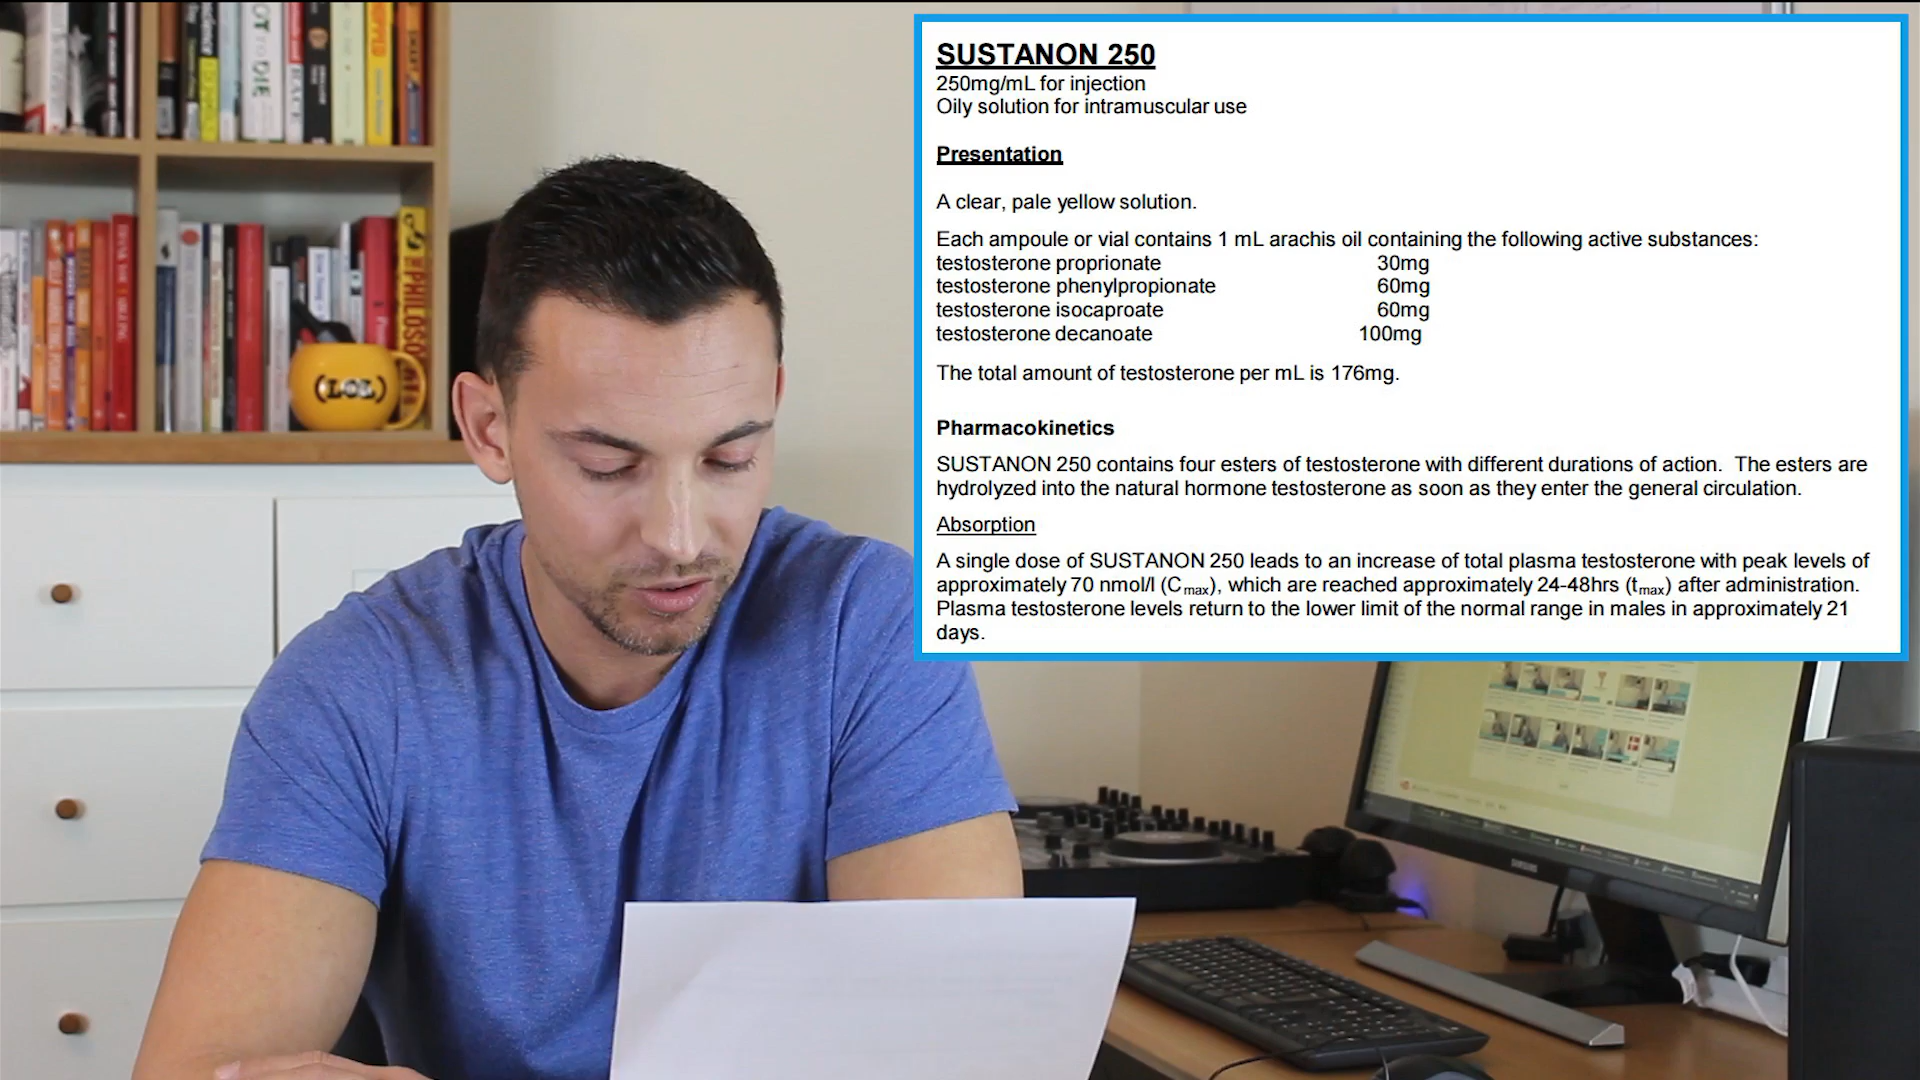 SUSTANON 250
250mg/mL for injection
Oily solution for intramuscular use
Presentation
A clear, pale yellow solution.
Each ampoule or vial contains 1 mL arachis oil containing the following active substances:
testosterone proprionate 30mg
testosterone phenylpropionate 60mg
testosterone isocaproate 60mg
testosterone decanoate 100mg
The total amount of testosterone per mL is 176mg.
Pharmacokinetics
SUSTANON 250 contains four esters of testosterone with different durations of action. The esters are
hydrolyzed into the natural hormone testosterone as soon as they enter the general circulation.
Absorption
A single dose of SUSTANON 250 leads to an increase of total plasma testosterone with peak levels of
approximately 70 nmol/l (Cmax), which are reached approximately 24-48hrs (tmax) after administration.
Plasma testosterone levels return to the lower limit of the normal range in males in approximately 21
days.
(LOL)
SAMSUNG